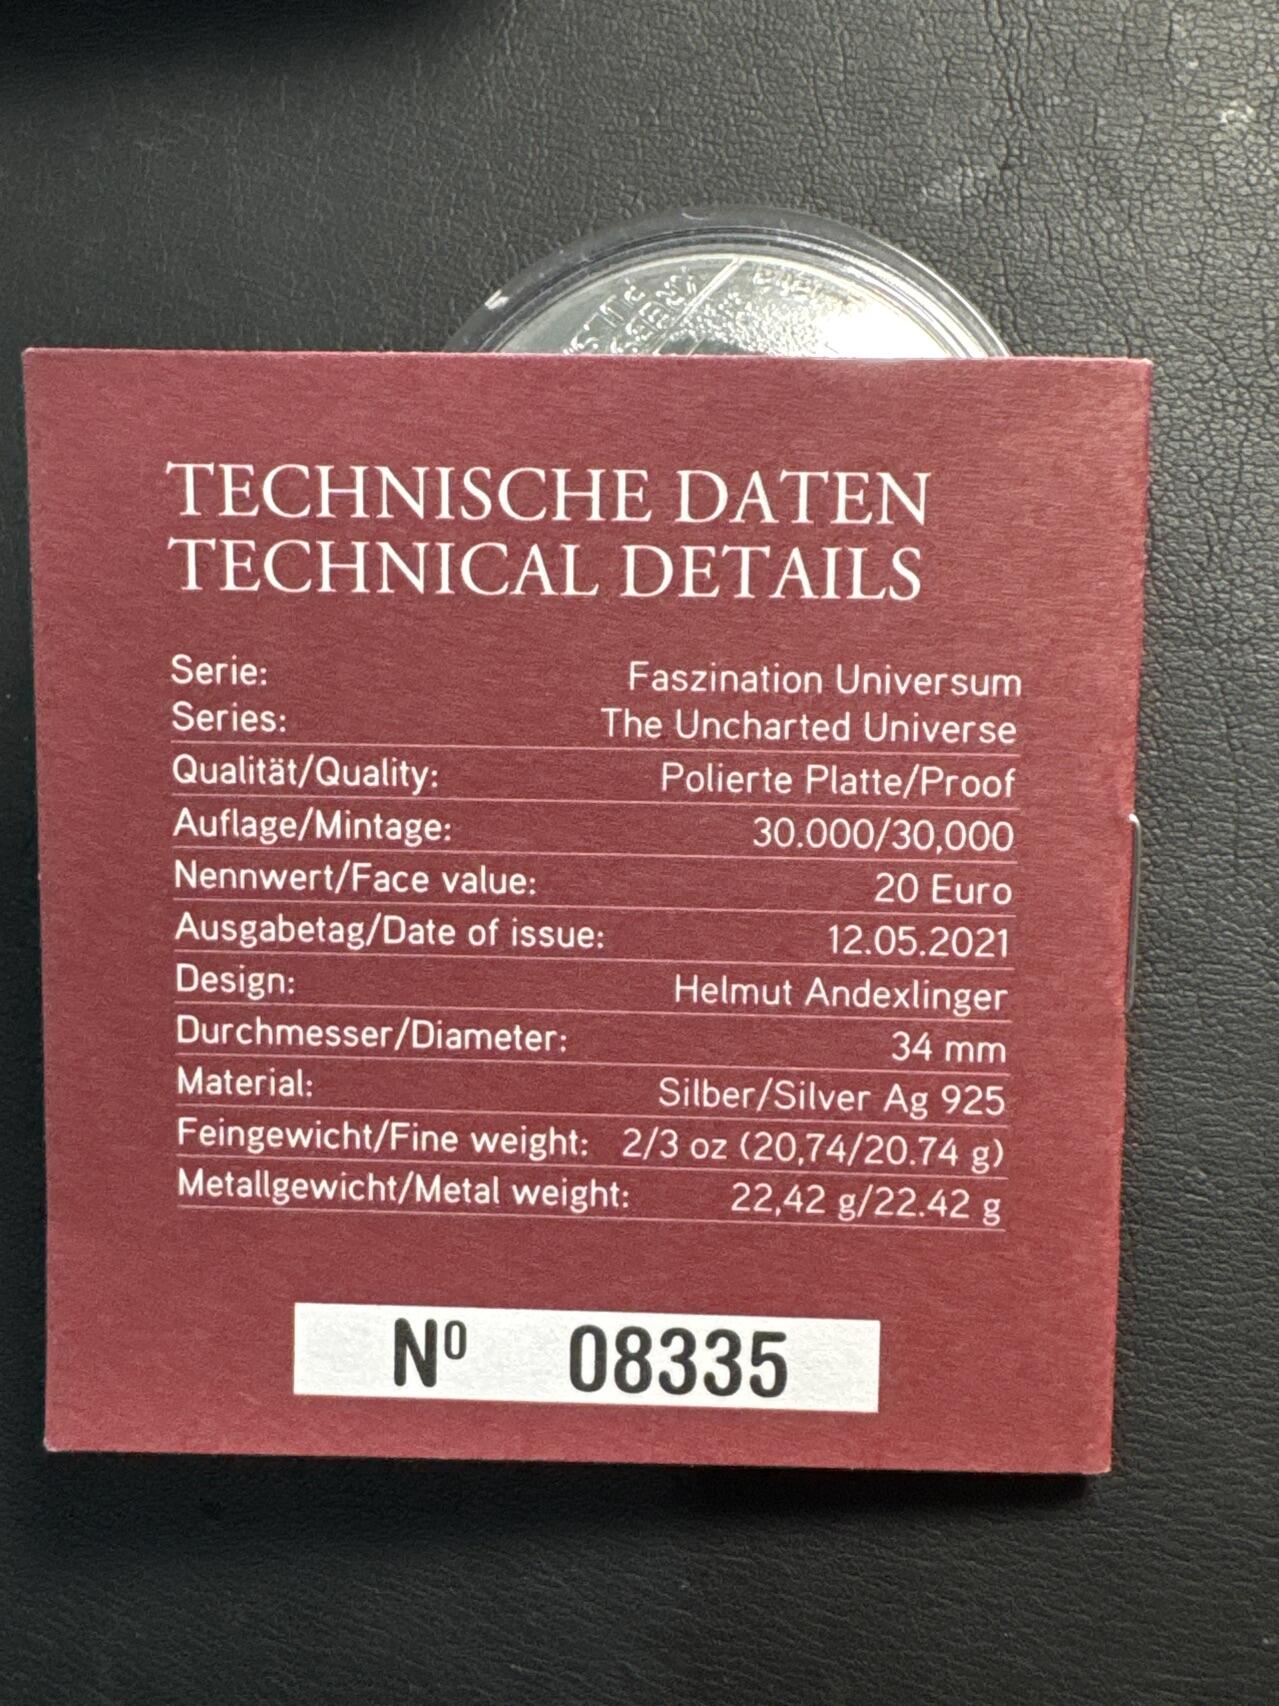 TECHNISCHE DATEN
TECHNICAL DETAILS
Serie: Faszination Universum
Series: The Uncharted Universe
Qualität/Quality: Polierte Platte/Proof
Auflage/Mintage: 30.000/30,000
Nennwert/Face value: 20 Euro
Ausgabetag/Date of issue: 12.05.2021
Design: Helmut Andexlinger
Durchmesser/Diameter: 34 mm
Material: Silber/Silver Ag 925
Feingewicht/Fine weight: 2/3 oz (20,74/20.74 g)
Metallgewicht/Metal weight: 22,42 g/22.42 g
Nº 08335